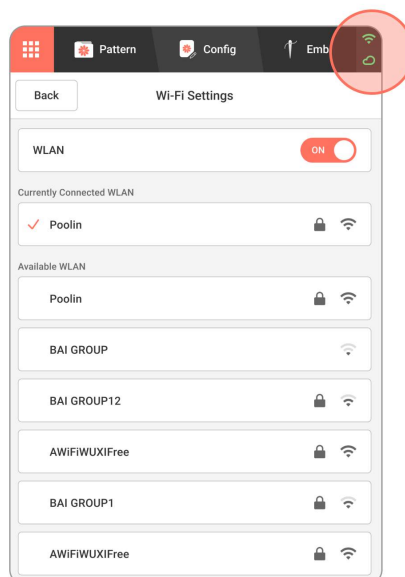 Pattern Config Emb
Back Wi-Fi Settings
WLAN ON
Currently Connected WLAN
Poolin
Available WLAN
Poolin
BAI GROUP
BAI GROUP12
AWiFiWUXIFree
BAI GROUP1
AWiFiWUXIFree